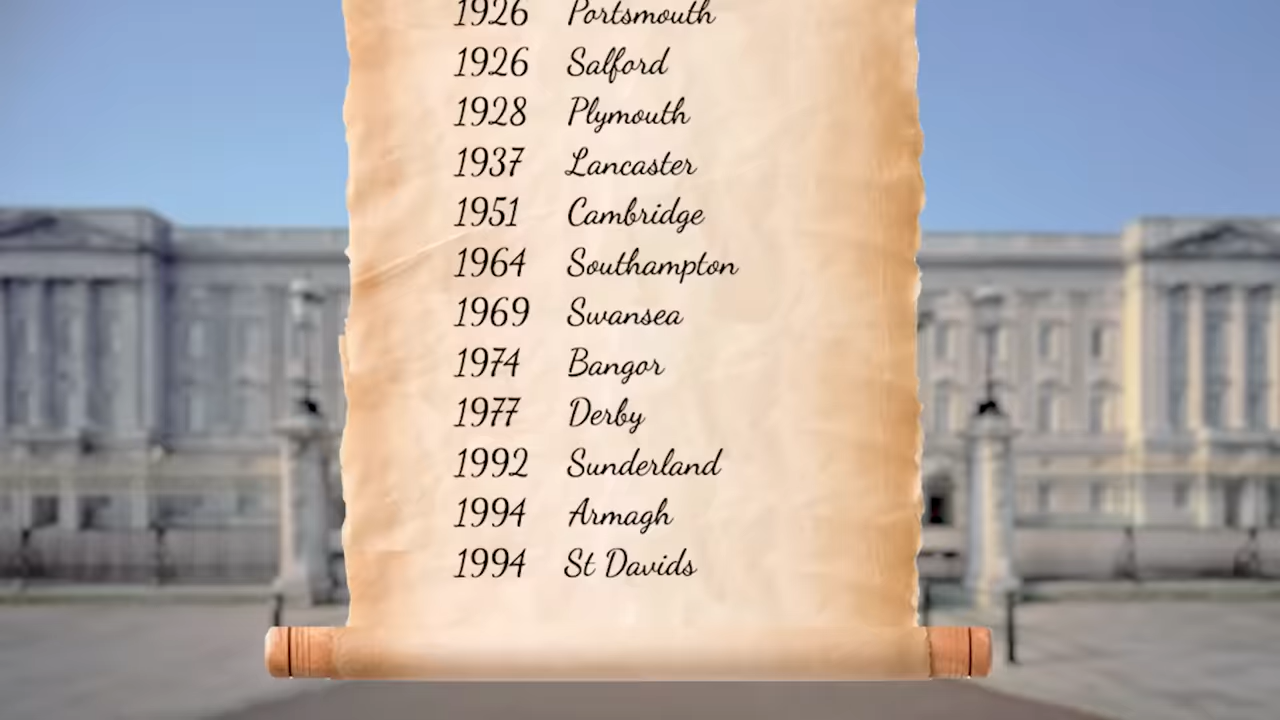 1926 Portsmouth
1926 Salford
1928 Plymouth
1937 Lancaster
1951 Cambridge
1964 Southampton
1969 Swansea
1974 Bangor
1977 Derby
1992 Sunderland
1994 Armagh
1994 St Davids